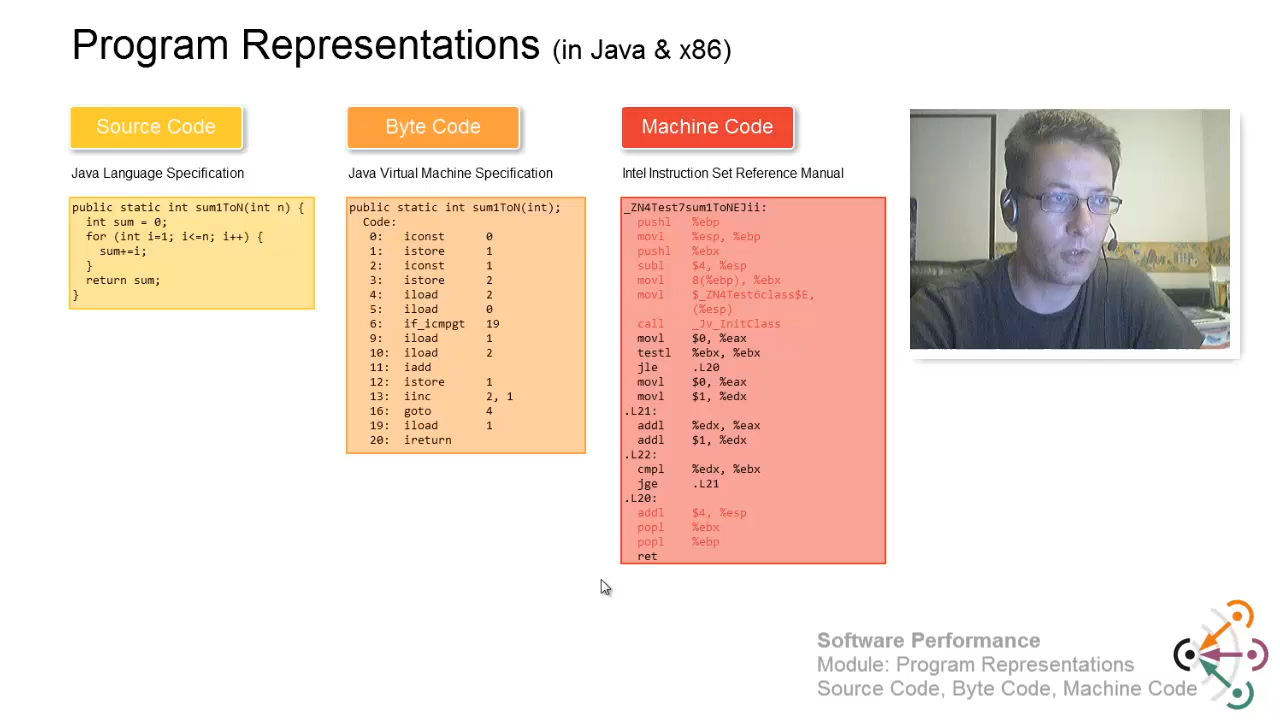 Program Representations (in Java & x86)
Source Code
Java Language Specification
public static int sum1ToN(int n) {
int sum = 0;
for (int i=1; i<=n; i++) {
sum+=i;
}
return sum;
}
Byte Code
Java Virtual Machine Specification
public static int sum1ToN(int);
Code:
0: iconst 0
1: istore 1
2: iconst 1
3: istore 2
4: iload 2
5: iload 0
6: if_icmpgt 19
9: iload 1
10: iload 2
11: iadd
12: istore 1
13: iinc 2, 1
16: goto 4
19: iload 1
20: ireturn
Machine Code
Intel Instruction Set Reference Manual
_ZN4Test7sum1ToNEJii:
pushl %ebp
movl %esp, %ebp
pushl %ebx
subl $4, %esp
movl 8(%ebp), %ebx
movl $_ZN4Test6class$E,
(%esp)
call _Jv_InitClass
movl $0, %eax
testl %ebx, %ebx
jle .L20
movl $0, %eax
movl $1, %edx
.L21:
addl %edx, %eax
addl $1, %edx
.L22:
cmpl %edx, %ebx
jge .L21
.L20:
addl $4, %esp
popl %ebx
popl %ebp
ret
Software Performance
Module: Program Representations
Source Code, Byte Code, Machine Code